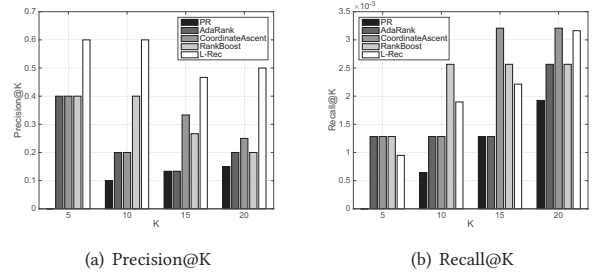 0.7
0.6
0.5
0.4
0.3
0.2
0.1
0
Precision@K
5
10
15
20
K
PR
AdaRank
CoordinateAscent
RankBoost
L-Rec
(a) Precision@K
×10⁻³
3.5
3
2.5
2
1.5
1
0.5
0
Recall@K
5
10
15
20
K
PR
AdaRank
CoordinateAscent
RankBoost
L-Rec
(b) Recall@K